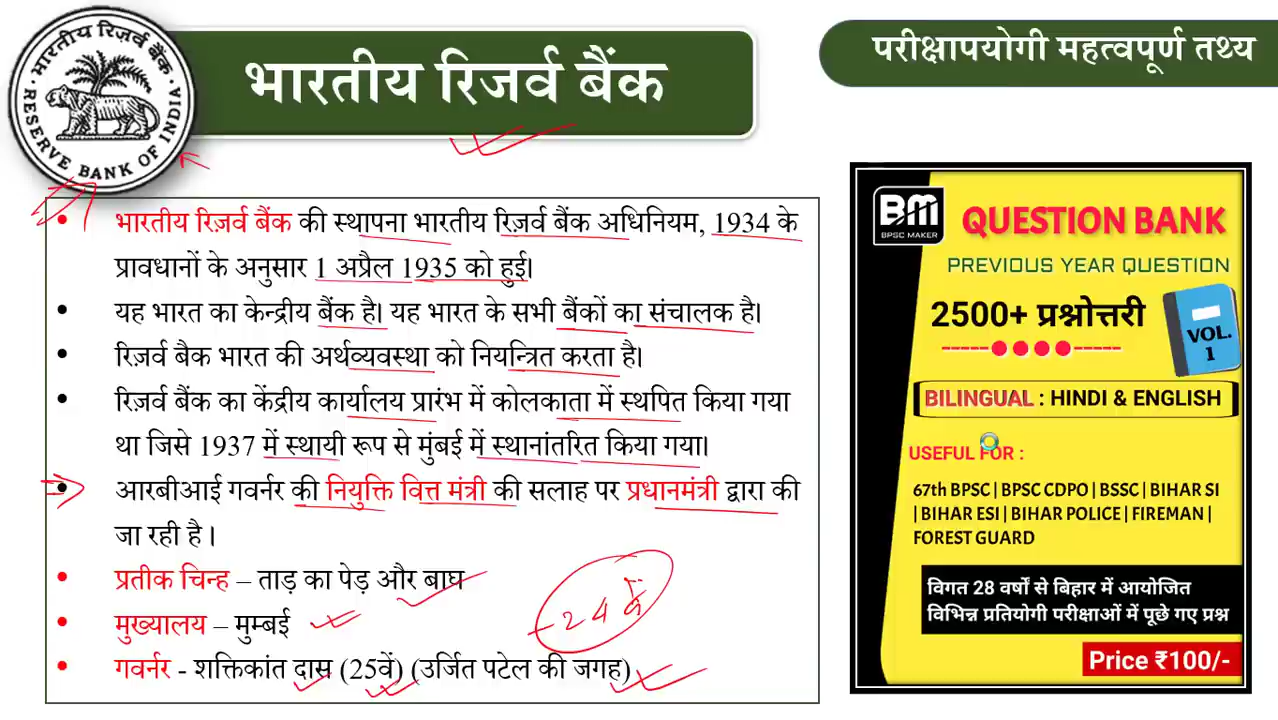 भारतीय रिज़र्व बैंक
RESERVE BANK OF INDIA
भारतीय रिजर्व बैंक
परीक्षापयोगी महत्वपूर्ण तथ्य
• भारतीय रिज़र्व बैंक की स्थापना भारतीय रिज़र्व बैंक अधिनियम, 1934 के
प्रावधानों के अनुसार 1 अप्रैल 1935 को हुई।
• यह भारत का केन्द्रीय बैंक है। यह भारत के सभी बैंकों का संचालक है।
• रिज़र्व बैक भारत की अर्थव्यवस्था को नियन्त्रित करता है।
• रिज़र्व बैंक का केंद्रीय कार्यालय प्रारंभ में कोलकाता में स्थपित किया गया
था जिसे 1937 में स्थायी रूप से मुंबई में स्थानांतरित किया गया।
• आरबीआई गवर्नर की नियुक्ति वित्त मंत्री की सलाह पर प्रधानमंत्री द्वारा की
जा रही है।
• प्रतीक चिन्ह – ताड़ का पेड़ और बाघ
• मुख्यालय – मुम्बई
24 वें
• गवर्नर - शक्तिकांत दास (25वें) (उर्जित पटेल की जगह)
BM
BPSC MAKER
QUESTION BANK
PREVIOUS YEAR QUESTION
2500+ प्रश्नोत्तरी
VOL.
1
BILINGUAL : HINDI & ENGLISH
USEFUL FOR :
67th BPSC | BPSC CDPO | BSSC | BIHAR SI
| BIHAR ESI | BIHAR POLICE | FIREMAN |
FOREST GUARD
विगत 28 वर्षों से बिहार में आयोजित
विभिन्न प्रतियोगी परीक्षाओं में पूछे गए प्रश्न
Price ₹100/-